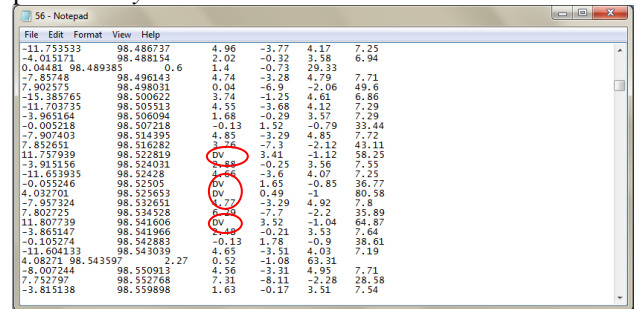 56 - Notepad
File Edit Format View Help
-11.753533 98.486737 4.96 -3.77 4.17 7.25
-4.015171 98.488154 2.02 -0.32 3.58 6.94
0.04481 98.489385 0.6 1.4 -0.73 29.33
-7.85748 98.496143 4.74 -3.28 4.79 7.71
7.902575 98.498031 0.04 -6.9 -2.06 49.6
-15.385765 98.500622 3.74 -1.25 4.61 6.86
-11.703735 98.505513 4.55 -3.68 4.12 7.29
-3.965164 98.506094 1.68 -0.29 3.57 7.29
-0.005218 98.507218 -0.13 1.52 -0.79 33.44
-7.907403 98.514395 4.85 -3.29 4.85 7.72
7.852651 98.516282 3.76 -7.3 -2.12 43.11
11.757939 98.522819 DV 3.41 -1.12 58.25
-3.915156 98.524031 2.88 -0.25 3.56 7.55
-11.653935 98.52428 4.66 -3.6 4.07 7.25
-0.055246 98.52505 DV 1.65 -0.85 36.77
4.032701 98.525653 DV 0.49 -1 80.58
-7.957324 98.532651 4.77 -3.29 4.92 7.8
7.802725 98.534528 6.29 -7.7 -2.2 35.89
11.807739 98.541606 DV 3.52 -1.04 64.87
-3.865147 98.541966 2.48 -0.21 3.53 7.64
-0.105274 98.542883 -0.13 1.78 -0.9 38.61
-11.604133 98.543039 4.65 -3.51 4.03 7.19
4.08271 98.543597 2.27 0.52 -1.08 63.31
-8.007244 98.550913 4.56 -3.31 4.95 7.71
7.752797 98.552768 7.31 -8.11 -2.28 28.58
-3.815138 98.559898 1.63 -0.17 3.51 7.54